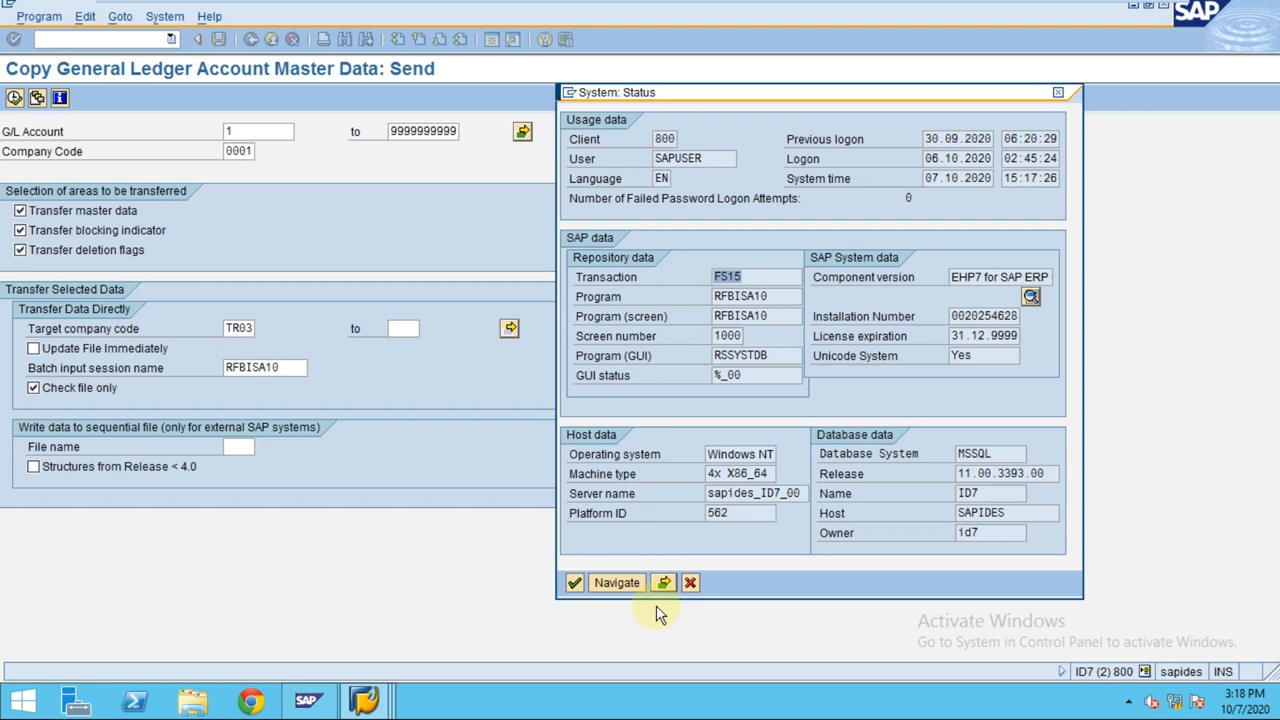 Program Edit Goto System Help
SAP
Copy General Ledger Account Master Data: Send
G/L Account 1 to 9999999999
Company Code 0001
Selection of areas to be transferred
Transfer master data
Transfer blocking indicator
Transfer deletion flags
Transfer Selected Data
Transfer Data Directly
Target company code TR03 to
Update File Immediately
Batch input session name RFBISA10
Check file only
Write data to sequential file (only for external SAP systems)
File name
Structures from Release < 4.0
System: Status
Usage data
Client 800 Previous logon 30.09.2020 06:20:29
User SAPUSER Logon 06.10.2020 02:45:24
Language EN System time 07.10.2020 15:17:26
Number of Failed Password Logon Attempts: 0
SAP data
Repository data
Transaction FS15
Program RFBISA10
Program (screen) RFBISA10
Screen number 1000
Program (GUI) RSSYSTDB
GUI status %_00
SAP System data
Component version EHP7 for SAP ERP
Installation Number 0020254628
License expiration 31.12.9999
Unicode System Yes
Host data
Operating system Windows NT
Machine type 4x X86_64
Server name sapides_ID7_00
Platform ID 562
Database data
Database System MSSQL
Release 11.00.3393.00
Name ID7
Host SAPIDES
Owner id7
Navigate
Activate Windows
Go to System in Control Panel to activate Windows.
ID7 (2) 800 sapides INS
SAP
3:18 PM
10/7/2020